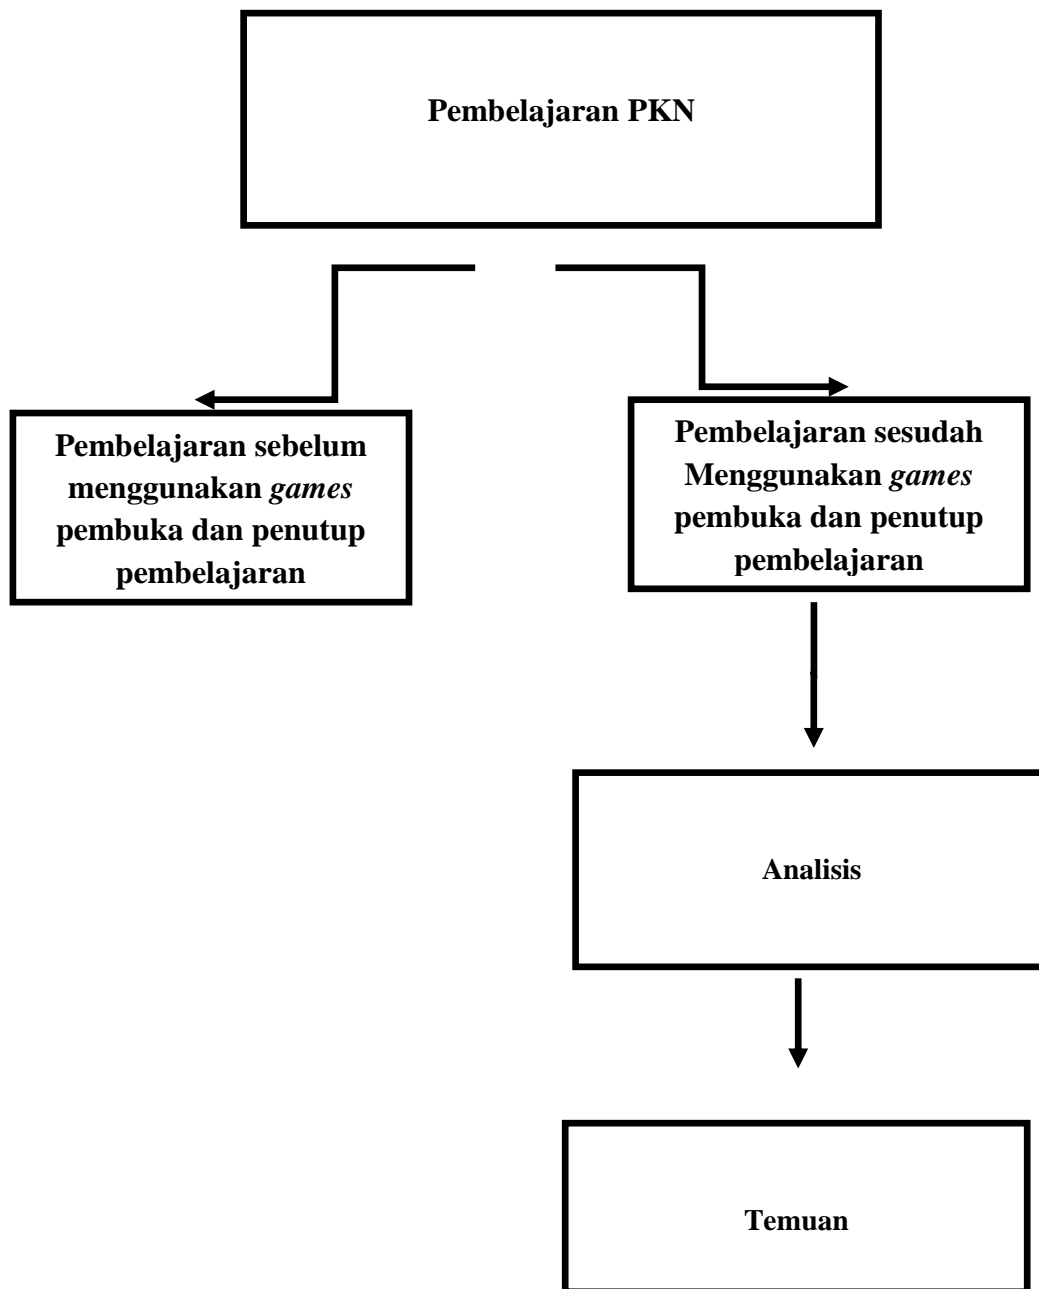 Pembelajaran PKN
Pembelajaran sebelum
menggunakan games
pembuka dan penutup
pembelajaran
Pembelajaran sesudah
Menggunakan games
pembuka dan penutup
pembelajaran
Analisis
Temuan